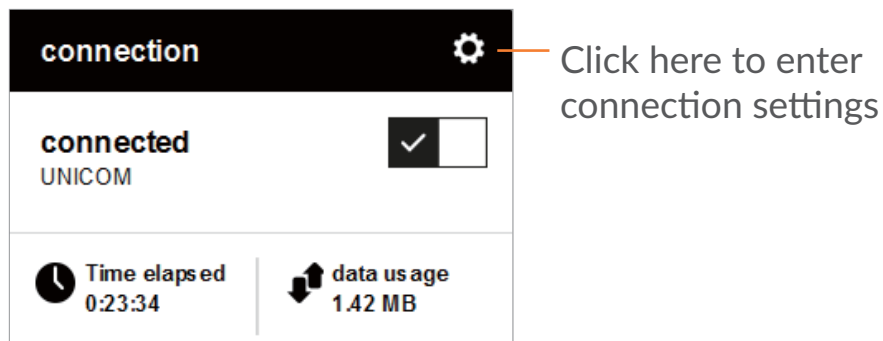 connection
Click here to enter
connection settings
connected
UNICOM
Time elapsed
0:23:34
data usage
1.42 MB